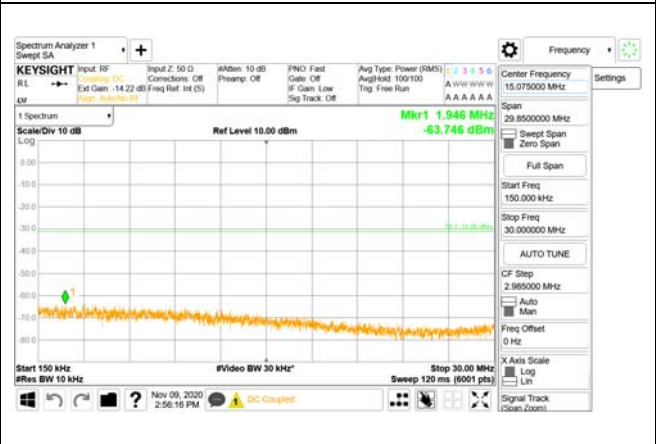 Spectrum Analyzer 1
Swept SA
Frequency
KEYSIGHT
RL
Input: RF
Coupling: DC
Ext Gain: -14.22 dB
Align: Auto/No RF
Input Z: 50 Ω
Corrections: Off
Freq Ref: Int (S)
#Atten: 10 dB
Preamp: Off
PNO: Fast
Gate: Off
IF Gain: Low
Sig Track: Off
Avg Type: Power (RMS)
Avg|Hold: 100/100
Trig: Free Run
1 2 3 4 5 6
A W W W W W
A A A A A A
1 Spectrum
Scale/Div 10 dB
Log
Ref Level 10.00 dBm
Mkr1 1.946 MHz
-63.746 dBm
0.00
-10.0
-20.0
-30.0
-40.0
-50.0
-60.0
-70.0
-80.0
1
Start 150 kHz
#Res BW 10 kHz
#Video BW 30 kHz*
Stop 30.00 MHz
Sweep 120 ms (6001 pts)
Nov 09, 2020
2:56:16 PM
DC Coupled
Settings
Center Frequency
15.075000 MHz
Span
29.8500000 MHz
Swept Span
Zero Span
Full Span
Start Freq
150.000 kHz
Stop Freq
30.000000 MHz
AUTO TUNE
CF Step
2.985000 MHz
Auto
Man
Freq Offset
0 Hz
X Axis Scale
Log
Lin
Signal Track
(Span Zoom)